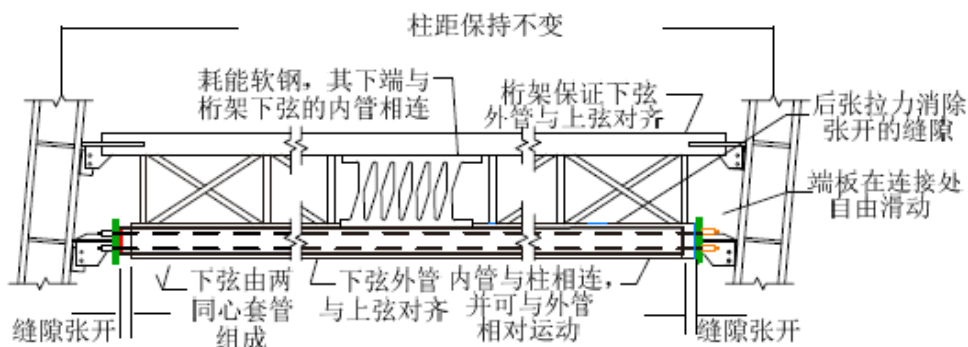 柱距保持不变
耗能软钢，其下端与
桁架下弦的内管相连
桁架保证下弦
外管与上弦对齐
后张拉力消除
张开的缝隙
端板在连接处
自由滑动
下弦由两
同心套管
组成
下弦外管
与上弦对齐
内管与柱相连，
并可与外管
相对运动
缝隙张开
缝隙张开